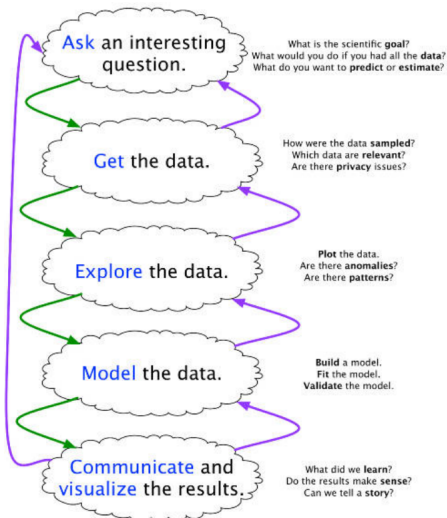 Ask an interesting
question.
What is the scientific goal?
What would you do if you had all the data?
What do you want to predict or estimate?
Get the data.
How were the data sampled?
Which data are relevant?
Are there privacy issues?
Explore the data.
Plot the data.
Are there anomalies?
Are there patterns?
Model the data.
Build a model.
Fit the model.
Validate the model.
Communicate and
visualize the results.
What did we learn?
Do the results make sense?
Can we tell a story?